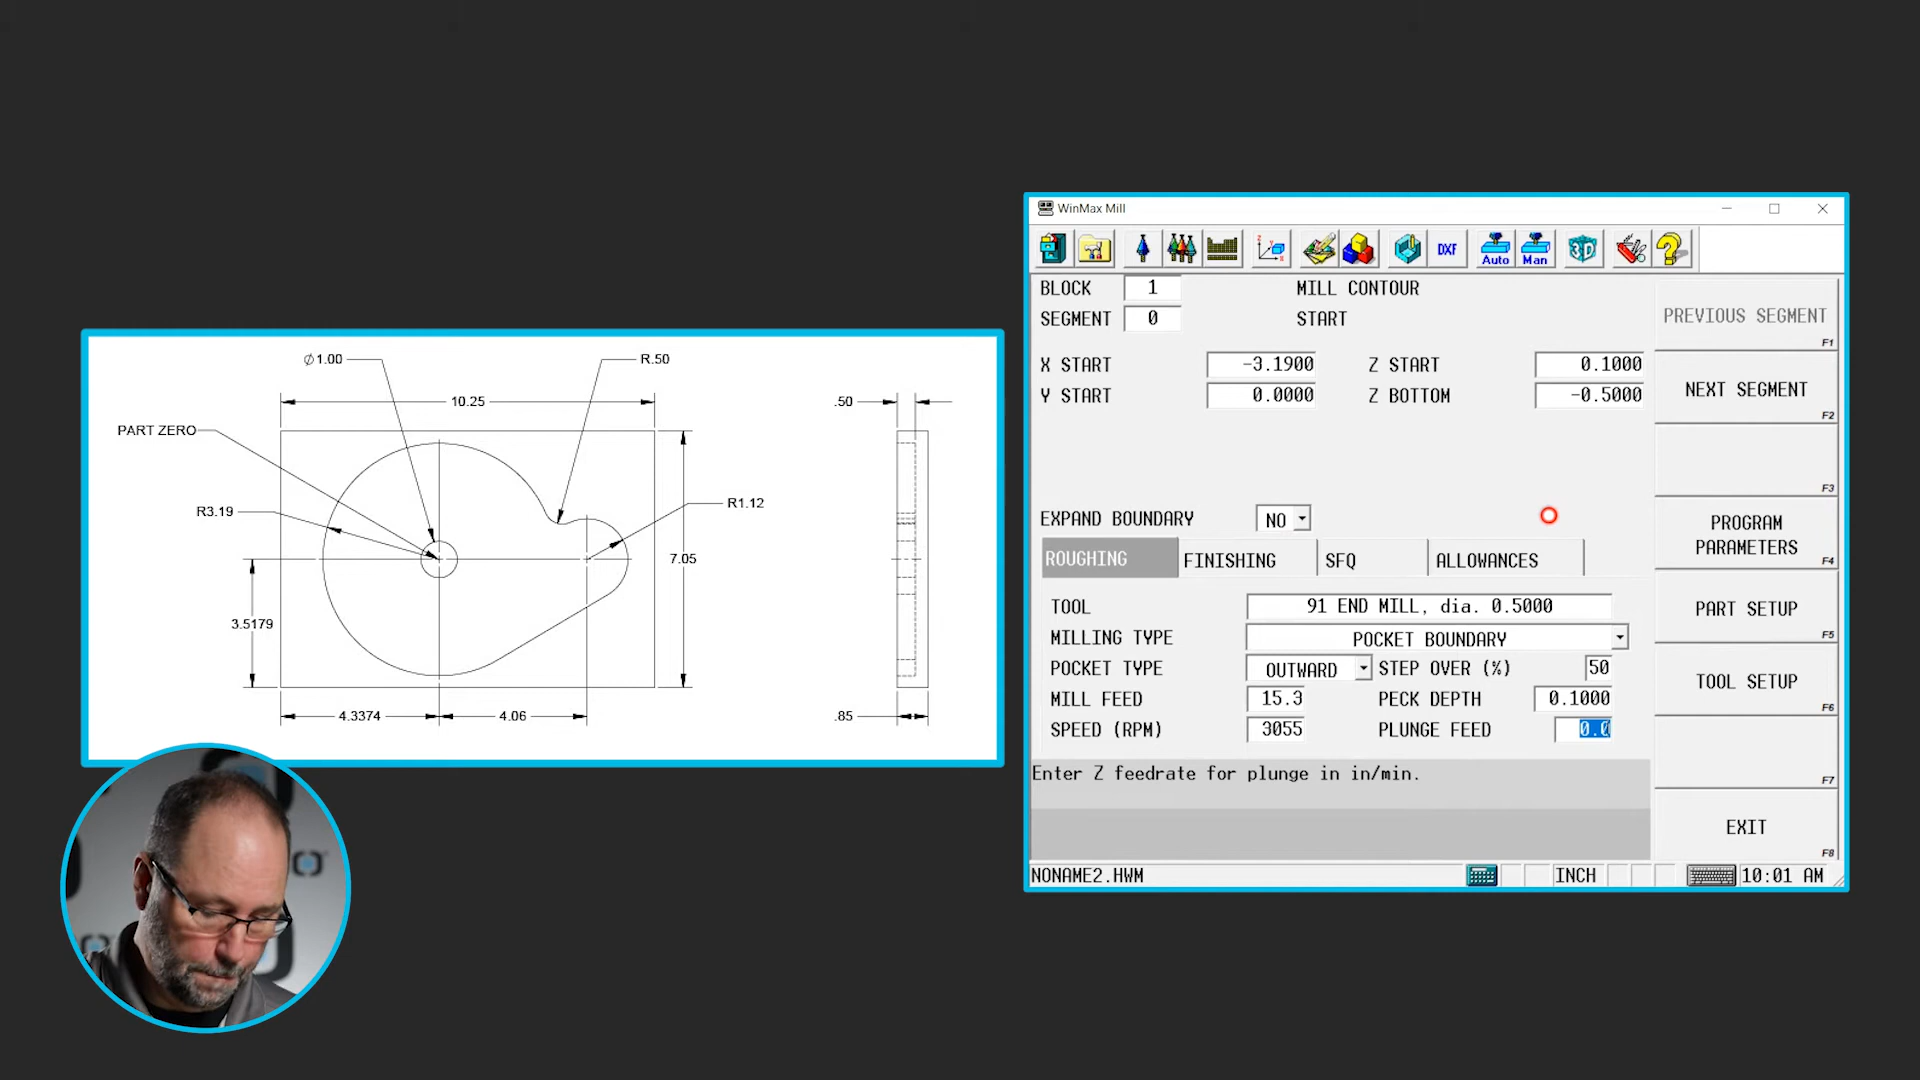 Ø1.00
R.50
10.25
PART ZERO
R3.19
R1.12
7.05
3.5179
4.3374
4.06
.50
.85
WinMax Mill
DXF
Auto
Man
3D
BLOCK 1 MILL CONTOUR
SEGMENT 0 START
X START -3.1900 Z START 0.1000
Y START 0.0000 Z BOTTOM -0.5000
EXPAND BOUNDARY NO
ROUGHING FINISHING SFQ ALLOWANCES
TOOL 91 END MILL, dia. 0.5000
MILLING TYPE POCKET BOUNDARY
POCKET TYPE OUTWARD STEP OVER (%) 50
MILL FEED 15.3 PECK DEPTH 0.1000
SPEED (RPM) 3055 PLUNGE FEED 0.0
Enter Z feedrate for plunge in in/min.
PREVIOUS SEGMENT
F1
NEXT SEGMENT
F2
F3
PROGRAM
PARAMETERS
F4
PART SETUP
F5
TOOL SETUP
F6
F7
EXIT
F8
NONAME2.HWM INCH 10:01 AM